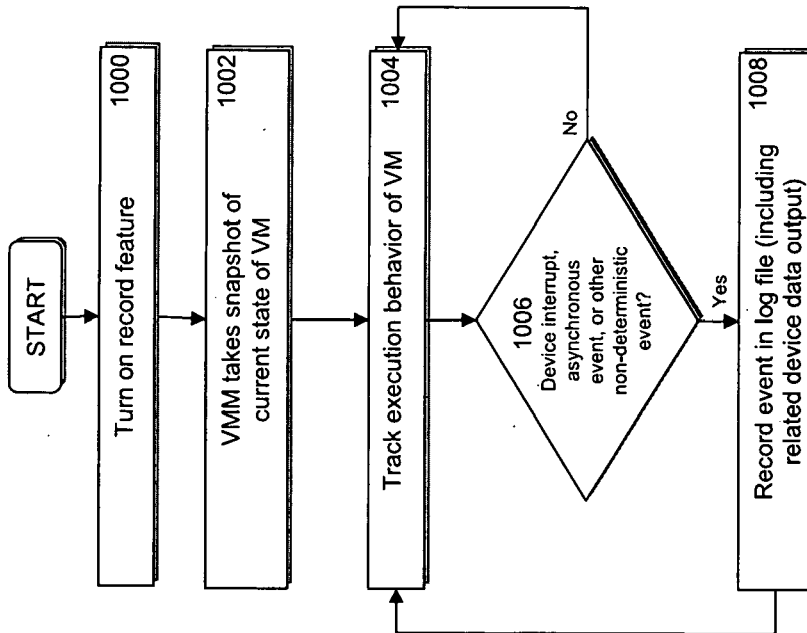 START
1000
Turn on record feature
1002
VMM takes snapshot of
current state of VM
1004
Track execution behavior of VM
1006
Device interrupt,
asynchronous
event, or other
non-deterministic
event?
No
Yes
1008
Record event in log file (including
related device data output)